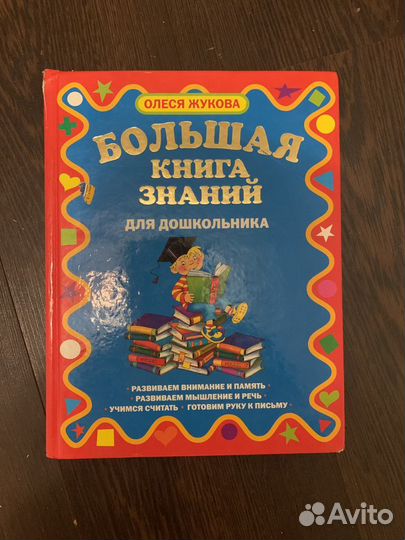 ОЛЕСЯ ЖУКОВА
БОЛЬШАЯ
КНИГА
ЗНАНИЙ
ДЛЯ ДОШКОЛЬНИКА
· РАЗВИВАЕМ ВНИМАНИЕ И ПАМЯТЬ ·
· РАЗВИВАЕМ МЫШЛЕНИЕ И РЕЧЬ ·
· УЧИМСЯ СЧИТАТЬ · ГОТОВИМ РУКУ К ПИСЬМУ ·
Avito